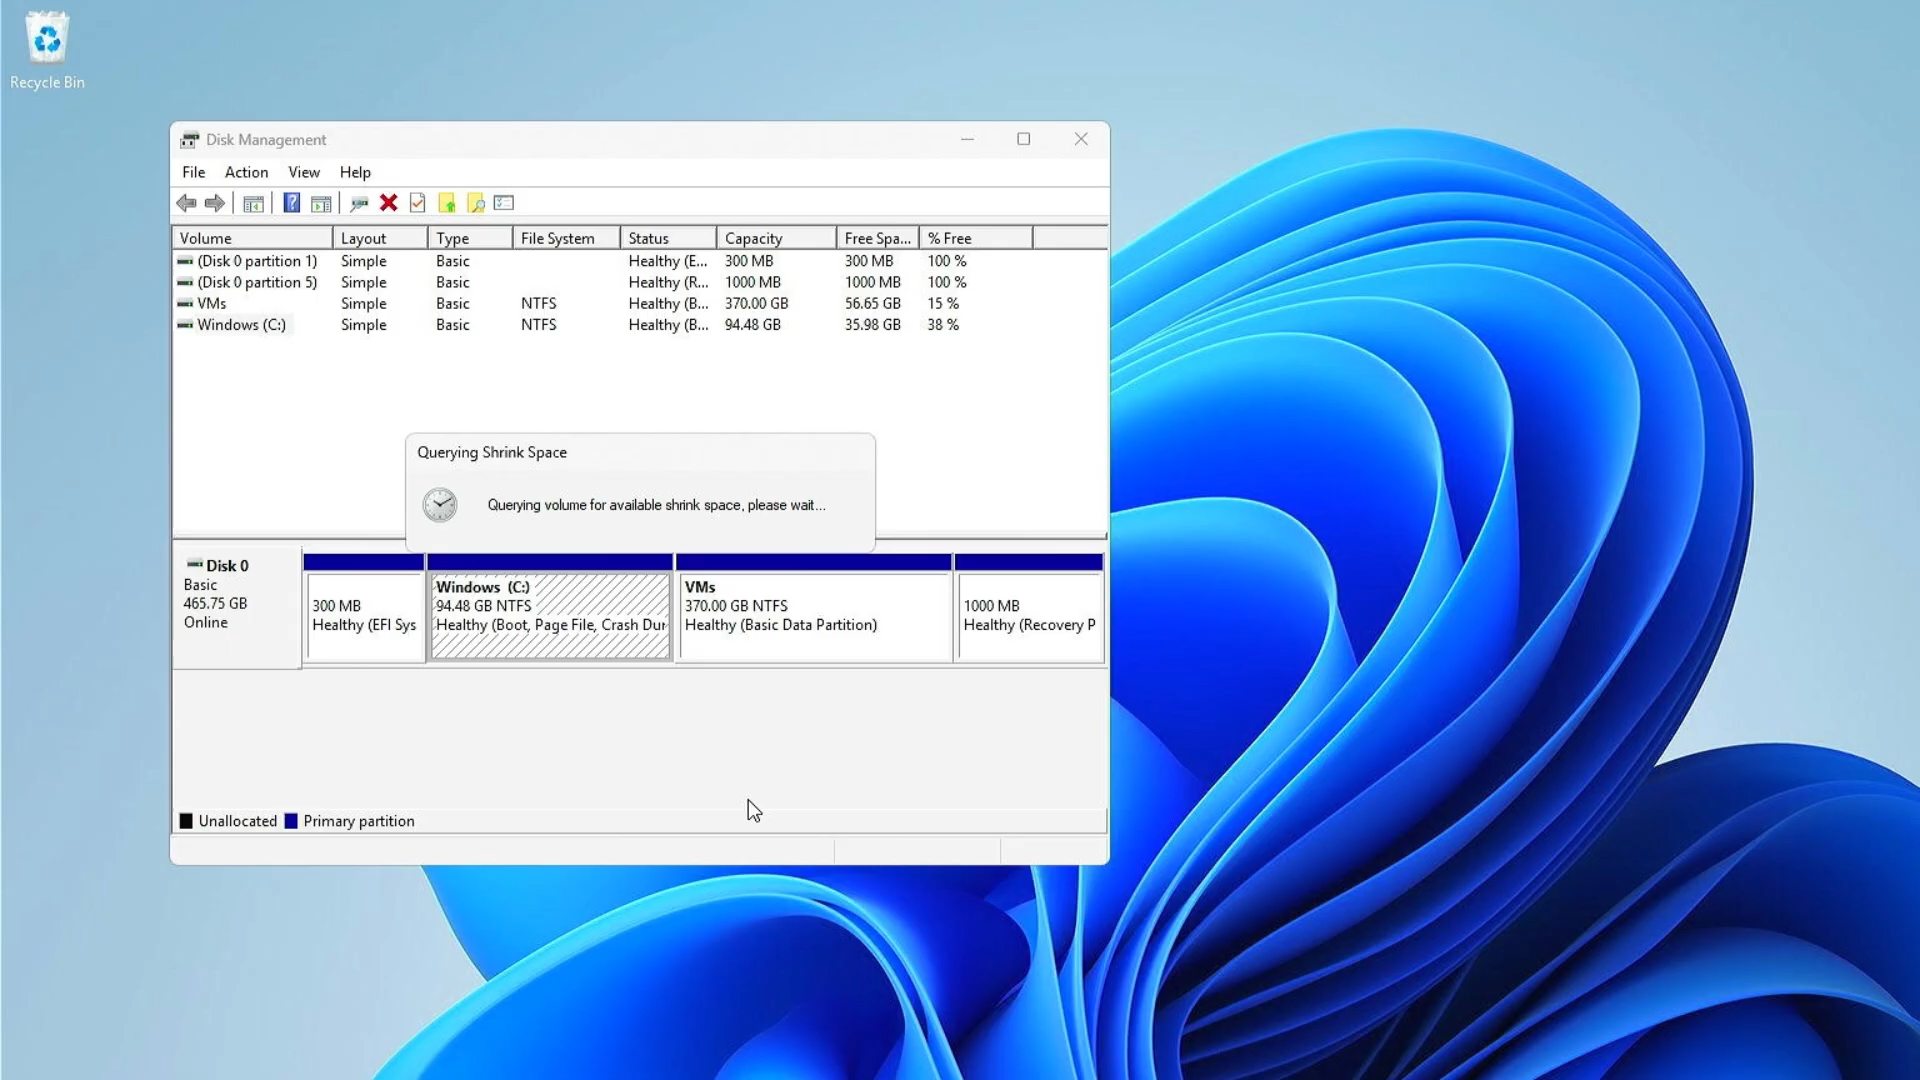 Recycle Bin
Disk Management
File Action View Help
Volume Layout Type File System Status Capacity Free Spa... % Free
(Disk 0 partition 1) Simple Basic Healthy (E... 300 MB 300 MB 100 %
(Disk 0 partition 5) Simple Basic Healthy (R... 1000 MB 1000 MB 100 %
VMs Simple Basic NTFS Healthy (B... 370.00 GB 56.65 GB 15 %
Windows (C:) Simple Basic NTFS Healthy (B... 94.48 GB 35.98 GB 38 %
Querying Shrink Space
Querying volume for available shrink space, please wait...
Disk 0
Basic
465.75 GB
Online
300 MB
Healthy (EFI Sys
Windows (C:)
94.48 GB NTFS
Healthy (Boot, Page File, Crash Dur
VMs
370.00 GB NTFS
Healthy (Basic Data Partition)
1000 MB
Healthy (Recovery P
Unallocated Primary partition